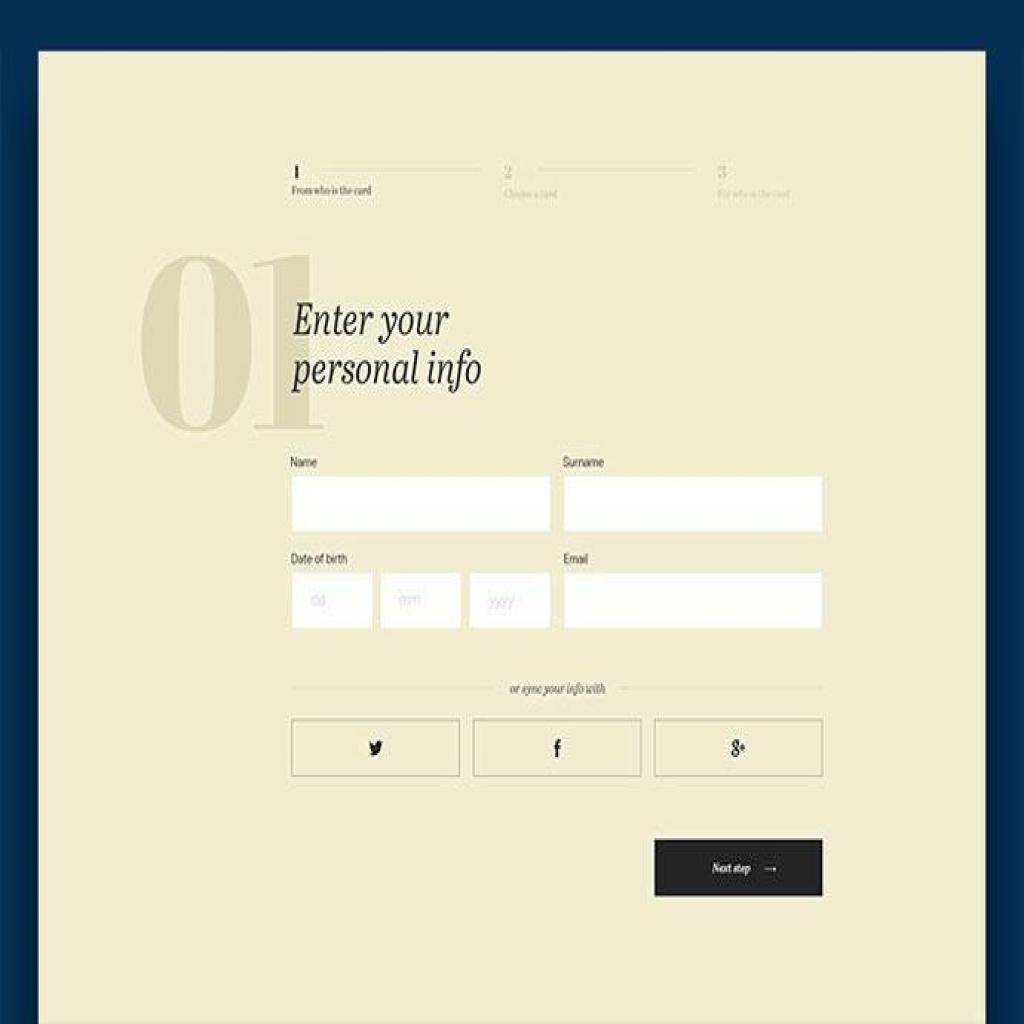 1
2
3
From who is the card
Choose a card
For who is the card
01
Enter your
personal info
Name
Surname
Date of birth
Email
dd
mm
yyyy
or sync your info with
f
g+
Next step →